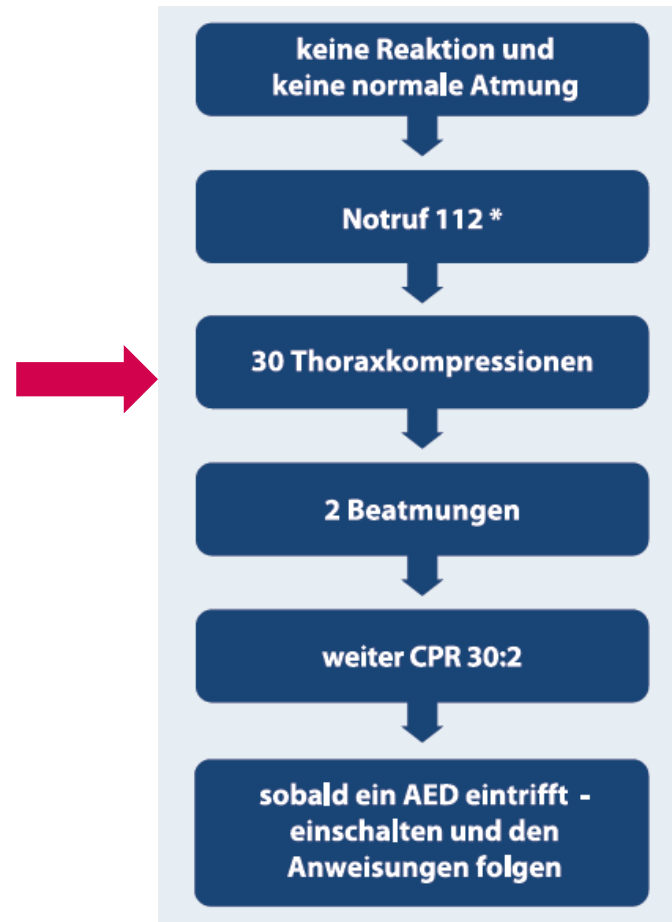 keine Reaktion und
keine normale Atmung
Notruf 112 *
30 Thoraxkompressionen
2 Beatmungen
weiter CPR 30:2
sobald ein AED eintrifft -
einschalten und den
Anweisungen folgen